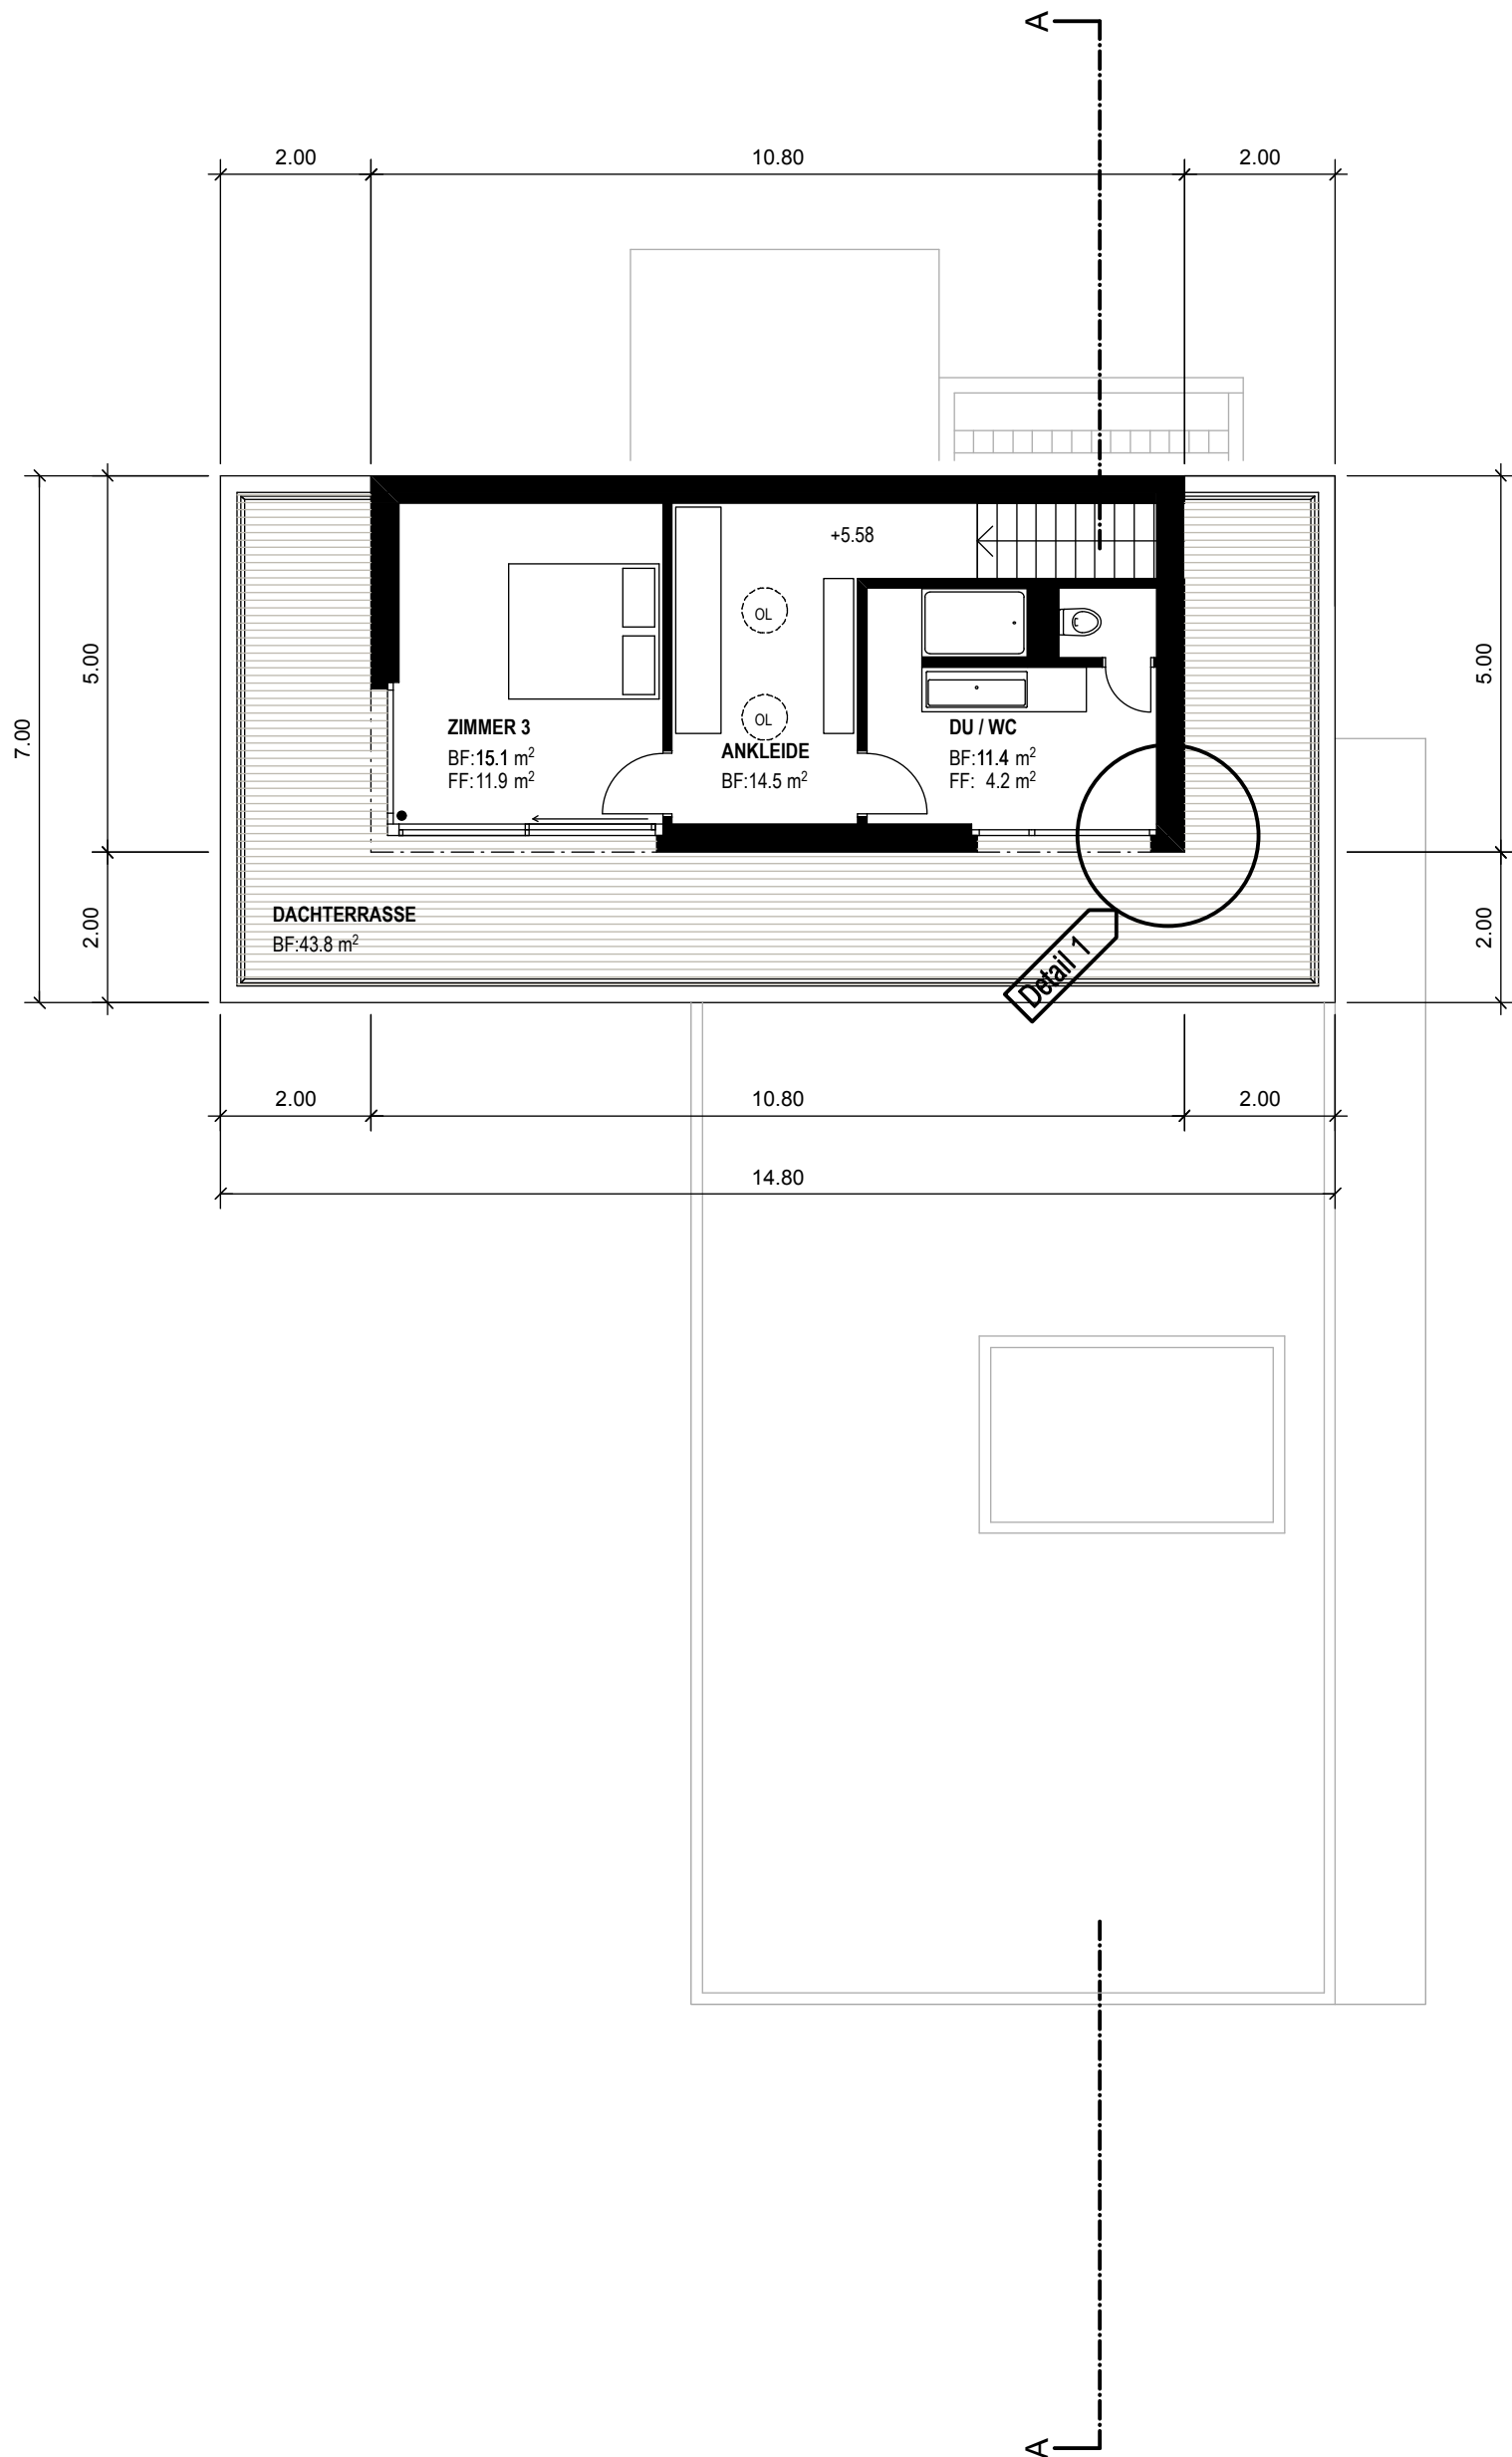 A
2.00
10.80
2.00
+5.58
OL
OL
5.00
7.00
5.00
ZIMMER 3
BF:15.1 m²
FF:11.9 m²
ANKLEIDE
BF:14.5 m²
DU / WC
BF:11.4 m²
FF: 4.2 m²
DACHTERRASSE
BF:43.8 m²
2.00
2.00
Detail 1
2.00
10.80
2.00
14.80
A